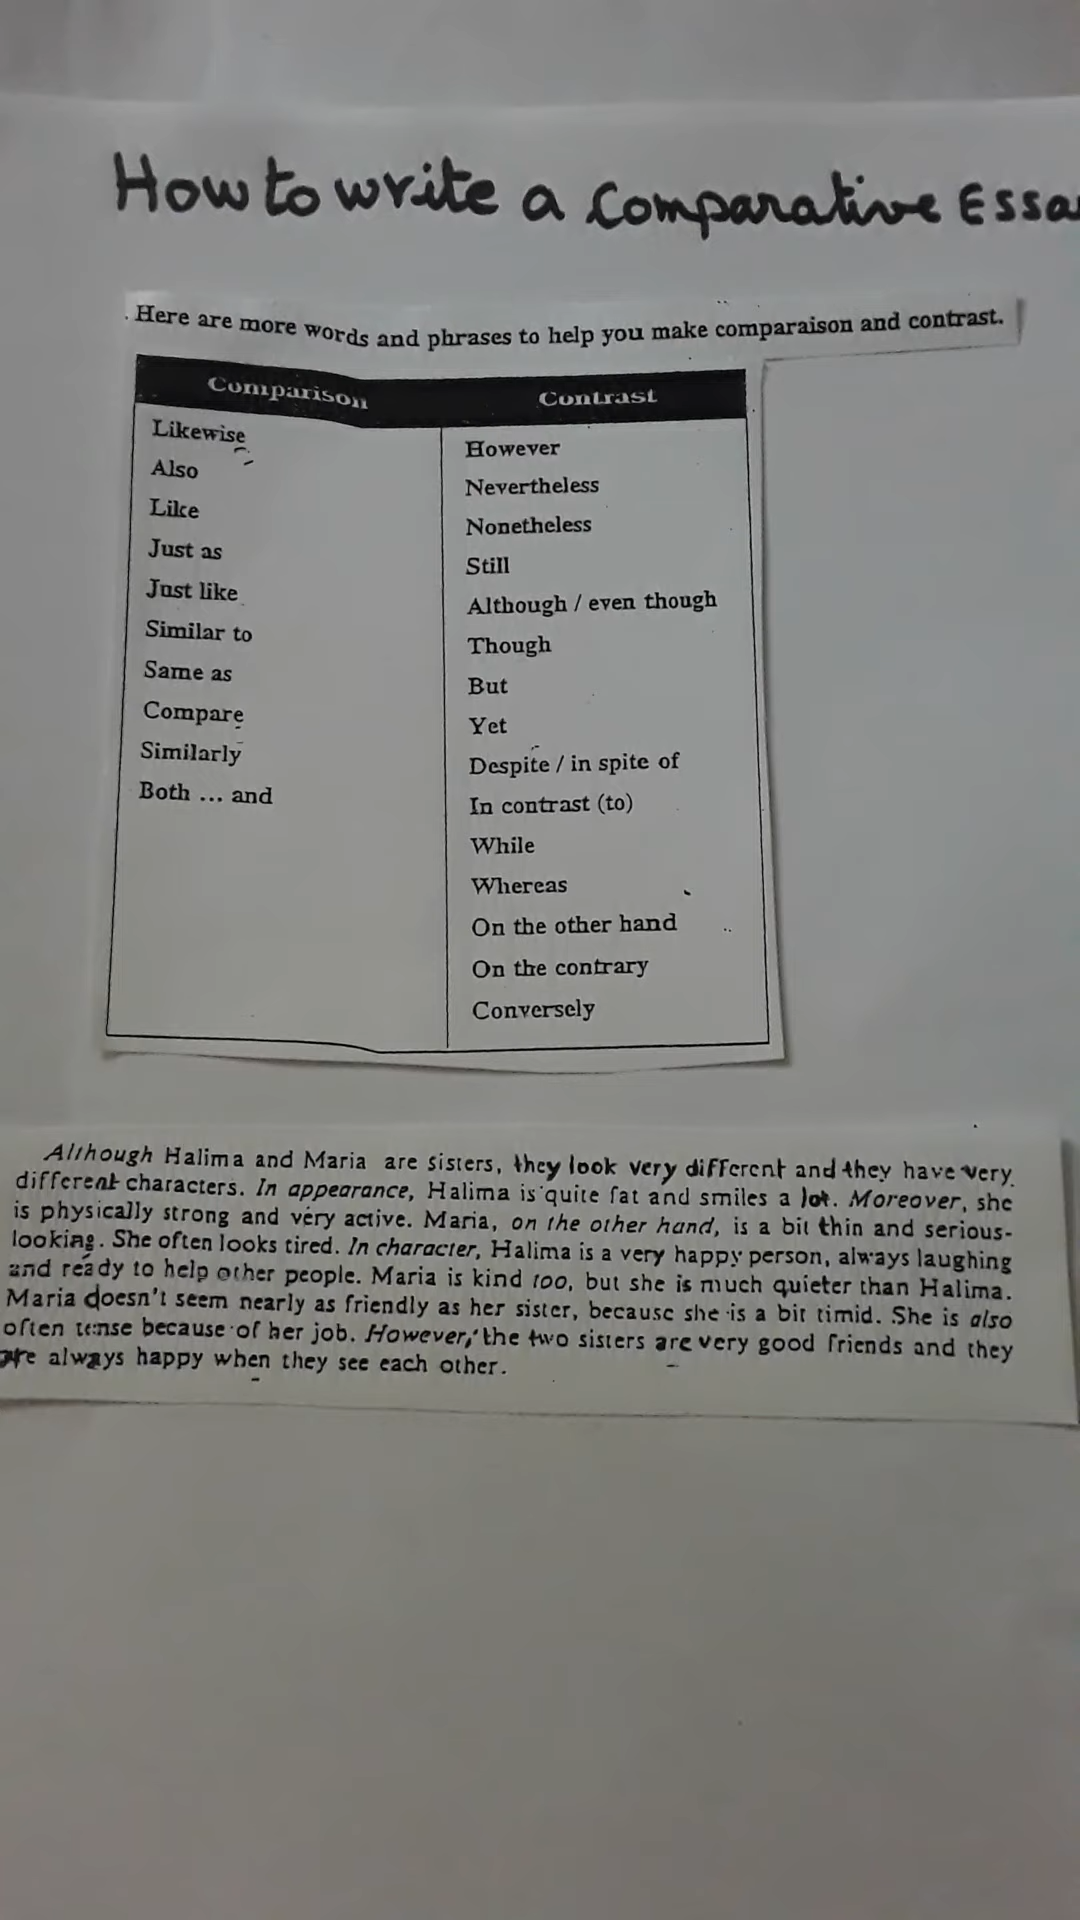 How to write a comparative Essa
. Here are more words and phrases to help you make comparaison and contrast.
Comparison
Contrast
Likewise
Also
Like
Just as
Just like
Similar to
Same as
Compare
Similarly
Both ... and
However
Nevertheless
Nonetheless
Still
Although / even though
Though
But
Yet
Despite / in spite of
In contrast (to)
While
Whereas
On the other hand
On the contrary
Conversely
Although Halima and Maria are sisters, they look very different and they have very
different characters. In appearance, Halima is quite fat and smiles a lot. Moreover, she
is physically strong and very active. Maria, on the other hand, is a bit thin and serious-
looking. She often looks tired. In character, Halima is a very happy person, always laughing
and ready to help other people. Maria is kind too, but she is much quieter than Halima.
Maria doesn't seem nearly as friendly as her sister, because she is a bit timid. She is also
often tense because of her job. However, the two sisters are very good friends and they
are always happy when they see each other.